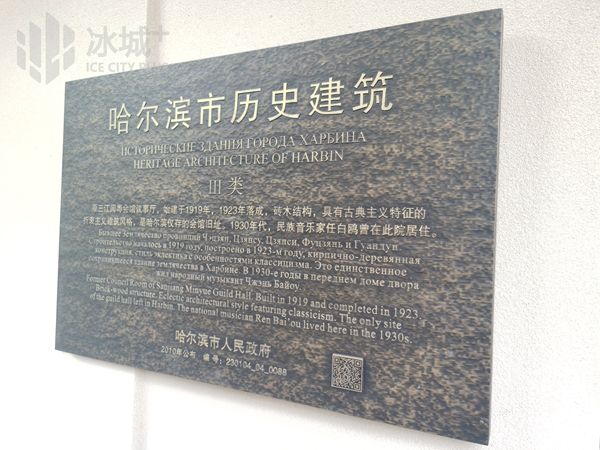 冰城+
ICE CITY PLUS
哈尔滨市历史建筑
ИСТОРИЧЕСКИЕ ЗДАНИЯ ГОРОДА ХАРБИНА
HERITAGE ARCHITECTURE OF HARBIN
III 类
原三江闽粤会馆议事厅，始建于1919年，1923年落成，砖木结构，具有古典主义特征的
折衷主义建筑风格，是哈尔滨仅存的会馆旧址。1930年代，民族音乐家任白鸥曾在此院居住。
Бывшее Землячество провинций Чжэцзян, Цзянсу, Цзянси, Фуцзянь и Гуандун.
Строительство началось в 1919 году, построено в 1923-м году, кирпично-деревянная
конструкция, стиль эклектика с особенностями классицизма. Это единственное
сохранившееся здание землячества в Харбине. В 1930-е годы в переднем доме двора
жил народный музыкант Чжэнь Байоу.
Former Council Room of Sanjiang Minyue Guild Hall. Built in 1919 and completed in 1923.
Brick-wood structure. Eclectic architectural style featuring classicism. The only site
of the guild hall left in Harbin. The national musician Ren Bai'ou lived here in the 1930s.
哈尔滨市人民政府
2010年公布 编号：230104_04_0088